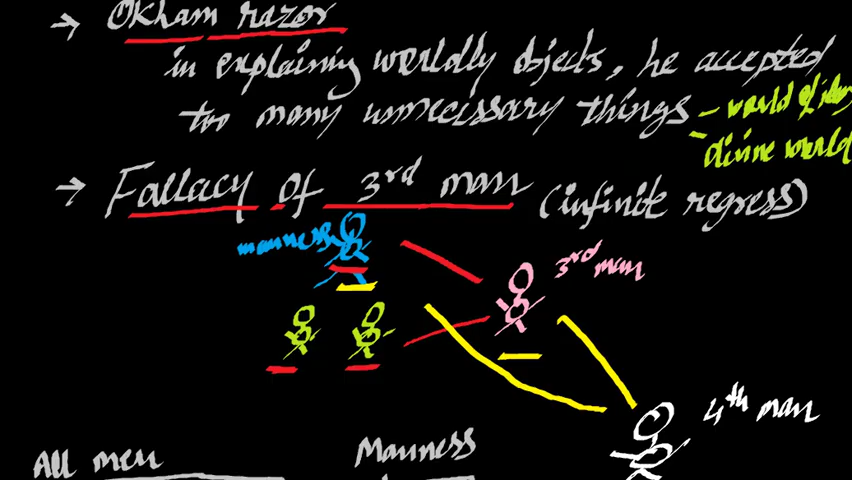 → Okham razor
in explaining worldly objects, he accepted
too many unnecessary things - world of ideas
divine world
→ Fallacy of 3rd man (infinite regress)
manness
3rd man
4th man
All men
Manness